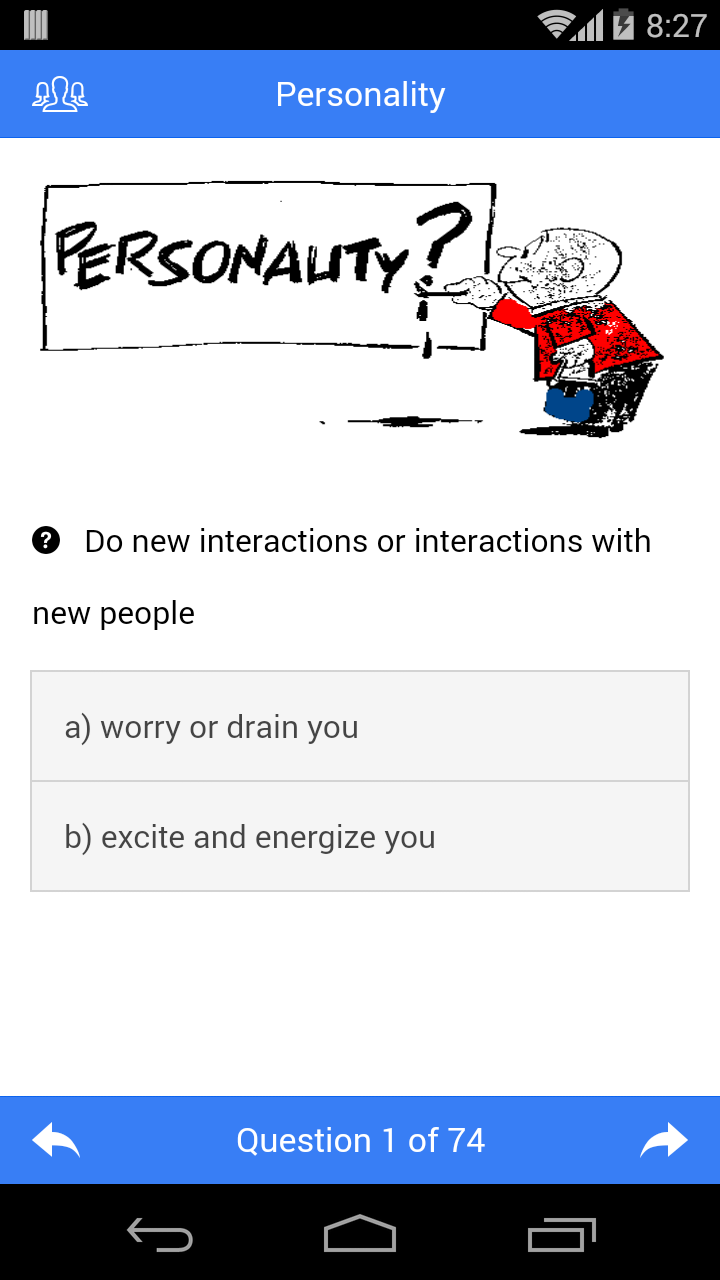 8:27
Personality
PERSONALITY?
Do new interactions or interactions with
new people
a) worry or drain you
b) excite and energize you
Question 1 of 74